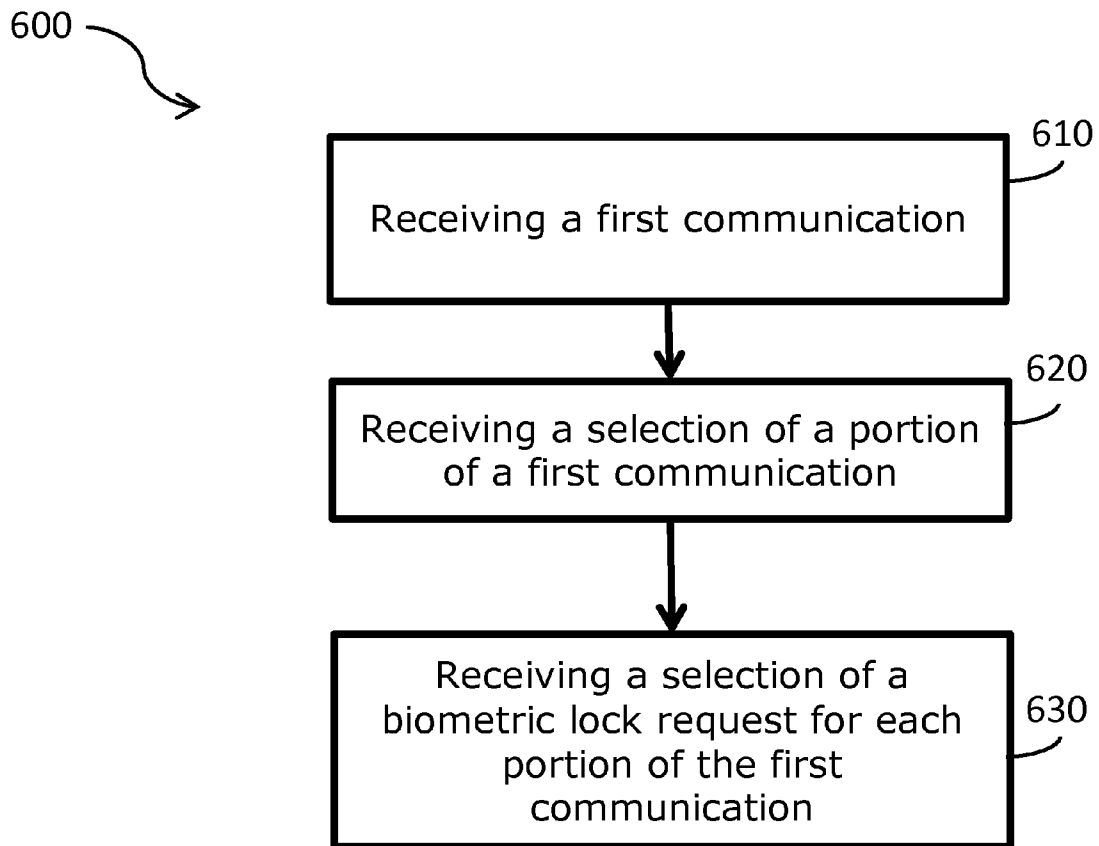 600
610
Receiving a first communication
620
Receiving a selection of a portion
of a first communication
630
Receiving a selection of a
biometric lock request for each
portion of the first
communication